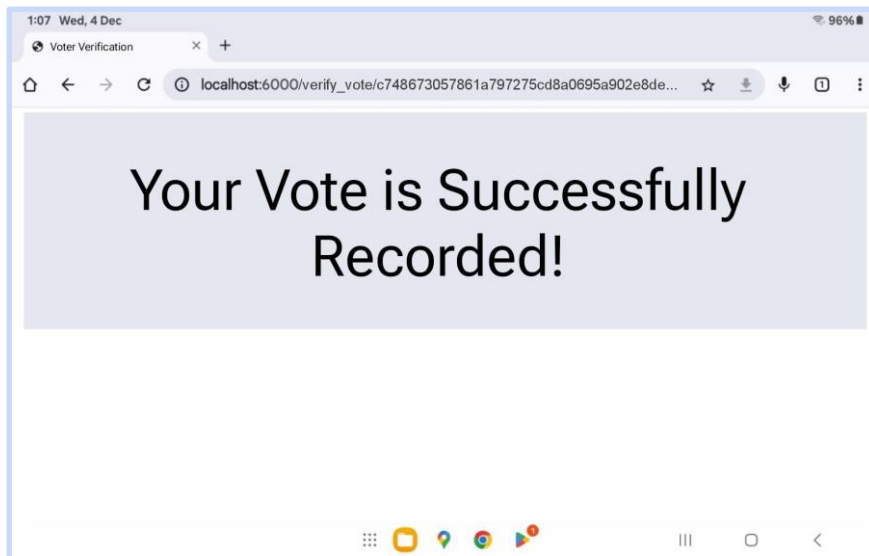 1:07 Wed, 4 Dec 96%
Voter Verification
localhost:6000/verify_vote/c748673057861a797275cd8a0695a902e8de...
1
Your Vote is Successfully
Recorded!
1